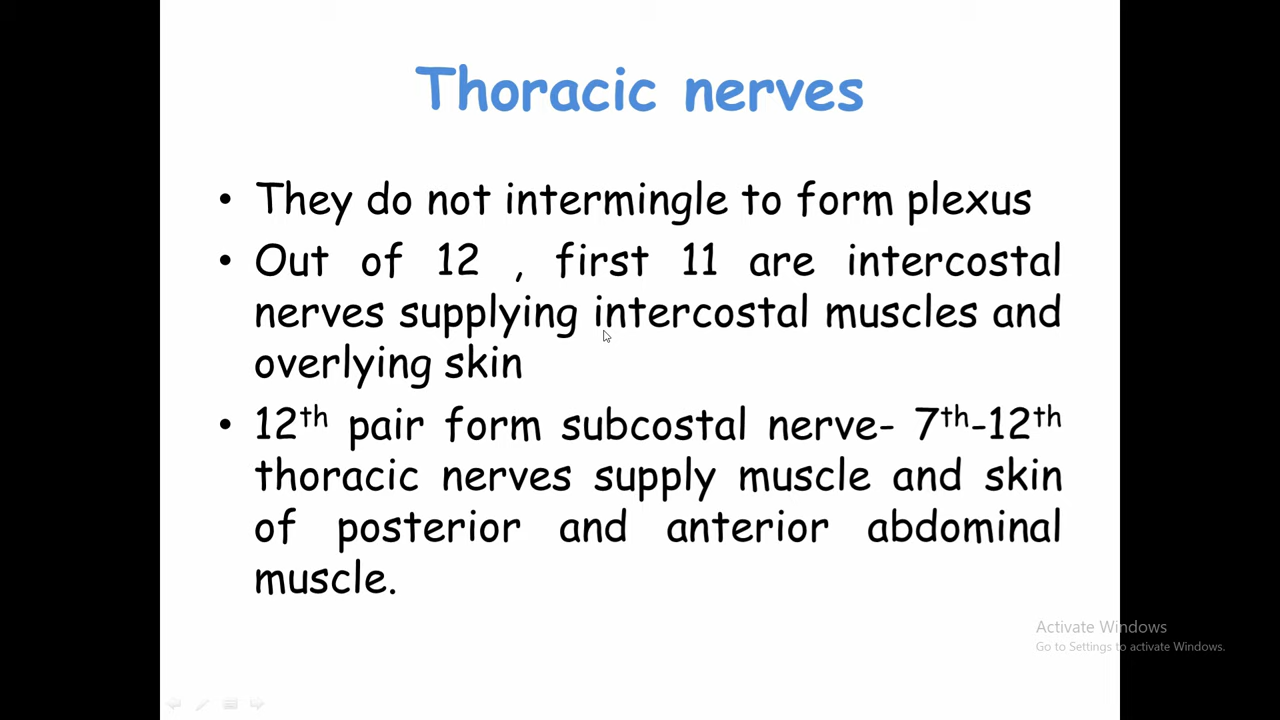 Thoracic nerves
• They do not intermingle to form plexus
• Out of 12 , first 11 are intercostal
nerves supplying intercostal muscles and
overlying skin
• 12th pair form subcostal nerve- 7th-12th
thoracic nerves supply muscle and skin
of posterior and anterior abdominal
muscle.
Activate Windows
Go to Settings to activate Windows.